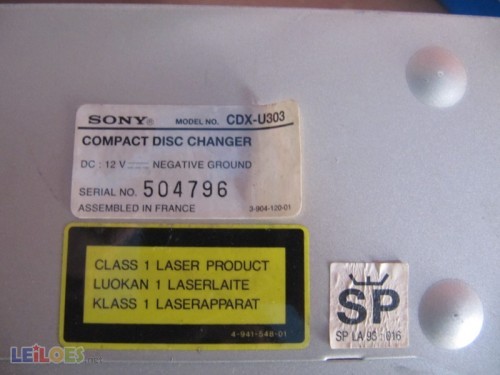 SONY® MODEL NO. CDX-U303
COMPACT DISC CHANGER
DC : 12 V NEGATIVE GROUND
SERIAL NO. 504796
ASSEMBLED IN FRANCE 3-904-120-01
CLASS 1 LASER PRODUCT
LUOKAN 1 LASERLAITE
KLASS 1 LASERAPPARAT
4-941-548-01
SP
SP LA 95 : 016
LEILOES.NET